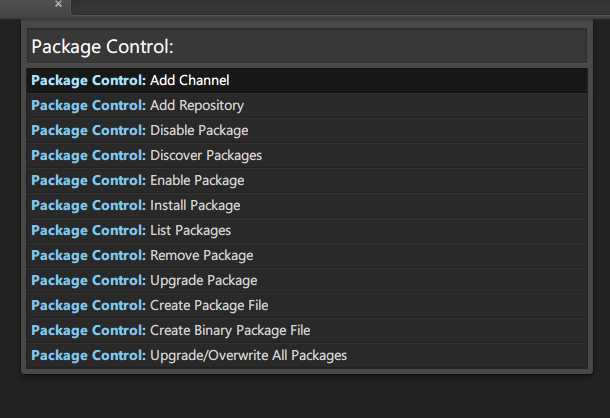 Package Control:
Package Control: Add Channel
Package Control: Add Repository
Package Control: Disable Package
Package Control: Discover Packages
Package Control: Enable Package
Package Control: Install Package
Package Control: List Packages
Package Control: Remove Package
Package Control: Upgrade Package
Package Control: Create Package File
Package Control: Create Binary Package File
Package Control: Upgrade/Overwrite All Packages